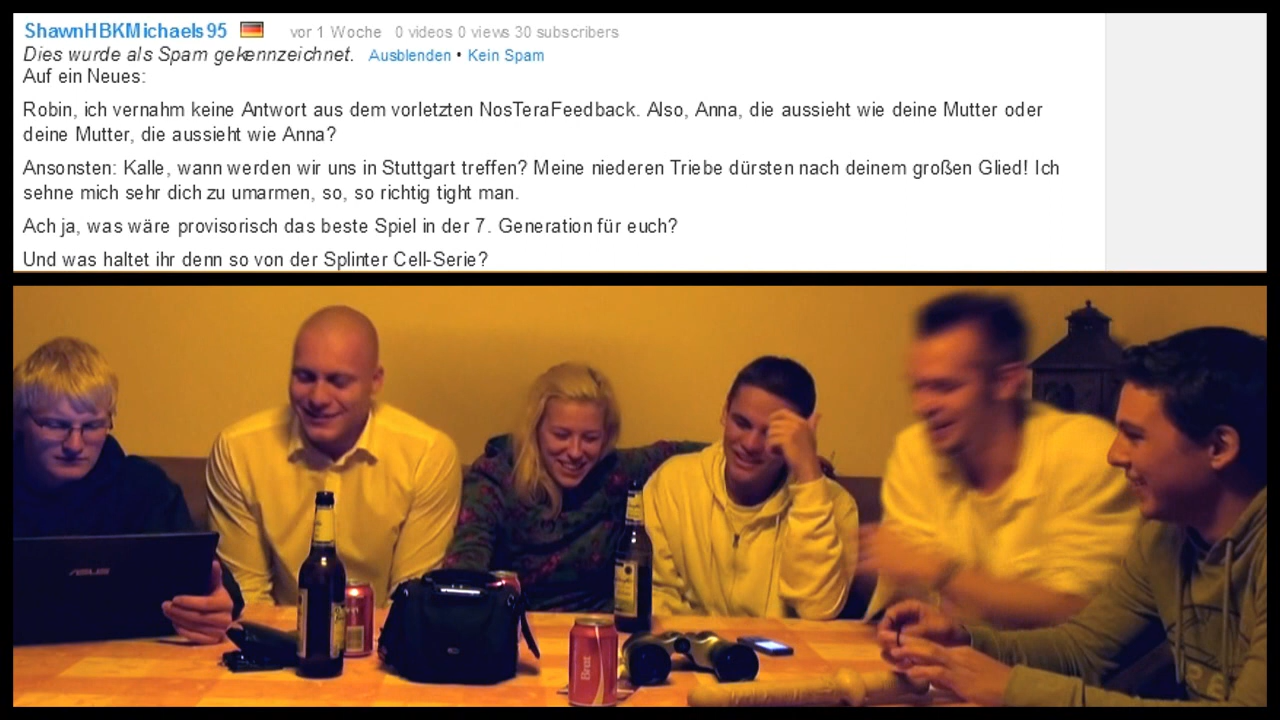 ShawnHBKMichaels95 vor 1 Woche 0 videos 0 views 30 subscribers
Dies wurde als Spam gekennzeichnet. Ausblenden • Kein Spam
Auf ein Neues:
Robin, ich vernahm keine Antwort aus dem vorletzten NosTeraFeedback. Also, Anna, die aussieht wie deine Mutter oder
deine Mutter, die aussieht wie Anna?
Ansonsten: Kalle, wann werden wir uns in Stuttgart treffen? Meine niederen Triebe dürsten nach deinem großen Glied! Ich
sehne mich sehr dich zu umarmen, so, so richtig tight man.
Ach ja, was wäre provisorisch das beste Spiel in der 7. Generation für euch?
Und was haltet ihr denn so von der Splinter Cell-Serie?
ASUS